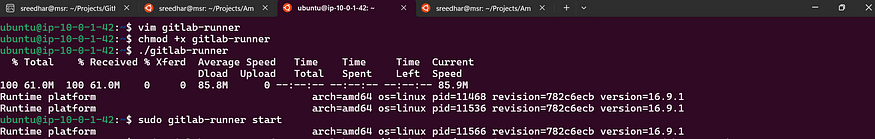 sreedhar@msr: ~/Projects/Gitl
sreedhar@msr: ~/Projects/Am
ubuntu@ip-10-0-1-42: ~
sreedhar@msr: ~/Projects/Am
ubuntu@ip-10-0-1-42:~$ vim gitlab-runner
ubuntu@ip-10-0-1-42:~$ chmod +x gitlab-runner
ubuntu@ip-10-0-1-42:~$ ./gitlab-runner
% Total % Received % Xferd Average Speed Time Time Time Current
Dload Upload Total Spent Left Speed
100 61.0M 100 61.0M 0 0 85.8M 0 --:--:-- --:--:-- --:--:-- 85.9M
Runtime platform arch=amd64 os=linux pid=11468 revision=782c6ecb version=16.9.1
Runtime platform arch=amd64 os=linux pid=11536 revision=782c6ecb version=16.9.1
ubuntu@ip-10-0-1-42:~$ sudo gitlab-runner start
Runtime platform arch=amd64 os=linux pid=11566 revision=782c6ecb version=16.9.1